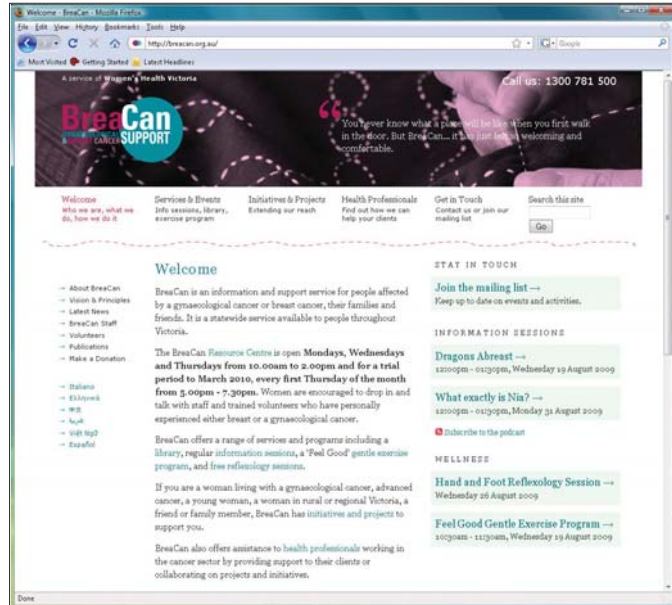 Welcome - BreaCan - Mozilla Firefox
File Edit View History Bookmarks Tools Help
http://breacan.org.au/
Google
Most Visited Getting Started Latest Headlines
A service of Women's Health Victoria
Call us: 1300 781 500
BreaCan
& CANCER SUPPORT
“
You never know what a place will be like when you first walk
in the door. But BreaCan... it has just felt so welcoming and
comfortable.
Welcome
Who we are, what we
do, how we do it
Services & Events
Info sessions, library,
exercise program
Initiatives & Projects
Extending our reach
Health Professionals
Find out how we can
help your clients
Get in Touch
Contact us or join our
mailing list
Search this site
Go
→ About BreaCan
→ Vision & Principles
→ Latest News
→ BreaCan Staff
→ Volunteers
→ Publications
→ Make a Donation
→ Italiano
→ Ελληνικά
→ 中文
→ عربي
→ Việt Ngữ
→ Español
Welcome
BreaCan is an information and support service for people affected
by a gynaecological cancer or breast cancer, their families and
friends. It is a statewide service available to people throughout
Victoria.
The BreaCan Resource Centre is open Mondays, Wednesdays
and Thursdays from 10.00am to 2.00pm and for a trial
period to March 2010, every first Thursday of the month
from 5.00pm - 7.30pm. Women are encouraged to drop in and
talk with staff and trained volunteers who have personally
experienced either breast or a gynaecological cancer.
BreaCan offers a range of services and programs including a
library, regular information sessions, a 'Feel Good' gentle exercise
program, and free reflexology sessions.
If you are a woman living with a gynaecological cancer, advanced
cancer, a young woman, a woman in rural or regional Victoria, a
friend or family member, BreaCan has initiatives and projects to
support you.
BreaCan also offers assistance to health professionals working in
the cancer sector by providing support to their clients or
collaborating on projects and initiatives.
STAY IN TOUCH
Join the mailing list →
Keep up to date on events and activities.
INFORMATION SESSIONS
Dragons Abreast →
12:00pm - 01:30pm, Wednesday 19 August 2009
What exactly is Nia? →
12:00pm - 01:30pm, Monday 31 August 2009
Subscribe to the podcast
WELLNESS
Hand and Foot Reflexology Session →
Wednesday 26 August 2009
Feel Good Gentle Exercise Program →
10:30am - 11:30am, Wednesday 19 August 2009
Done